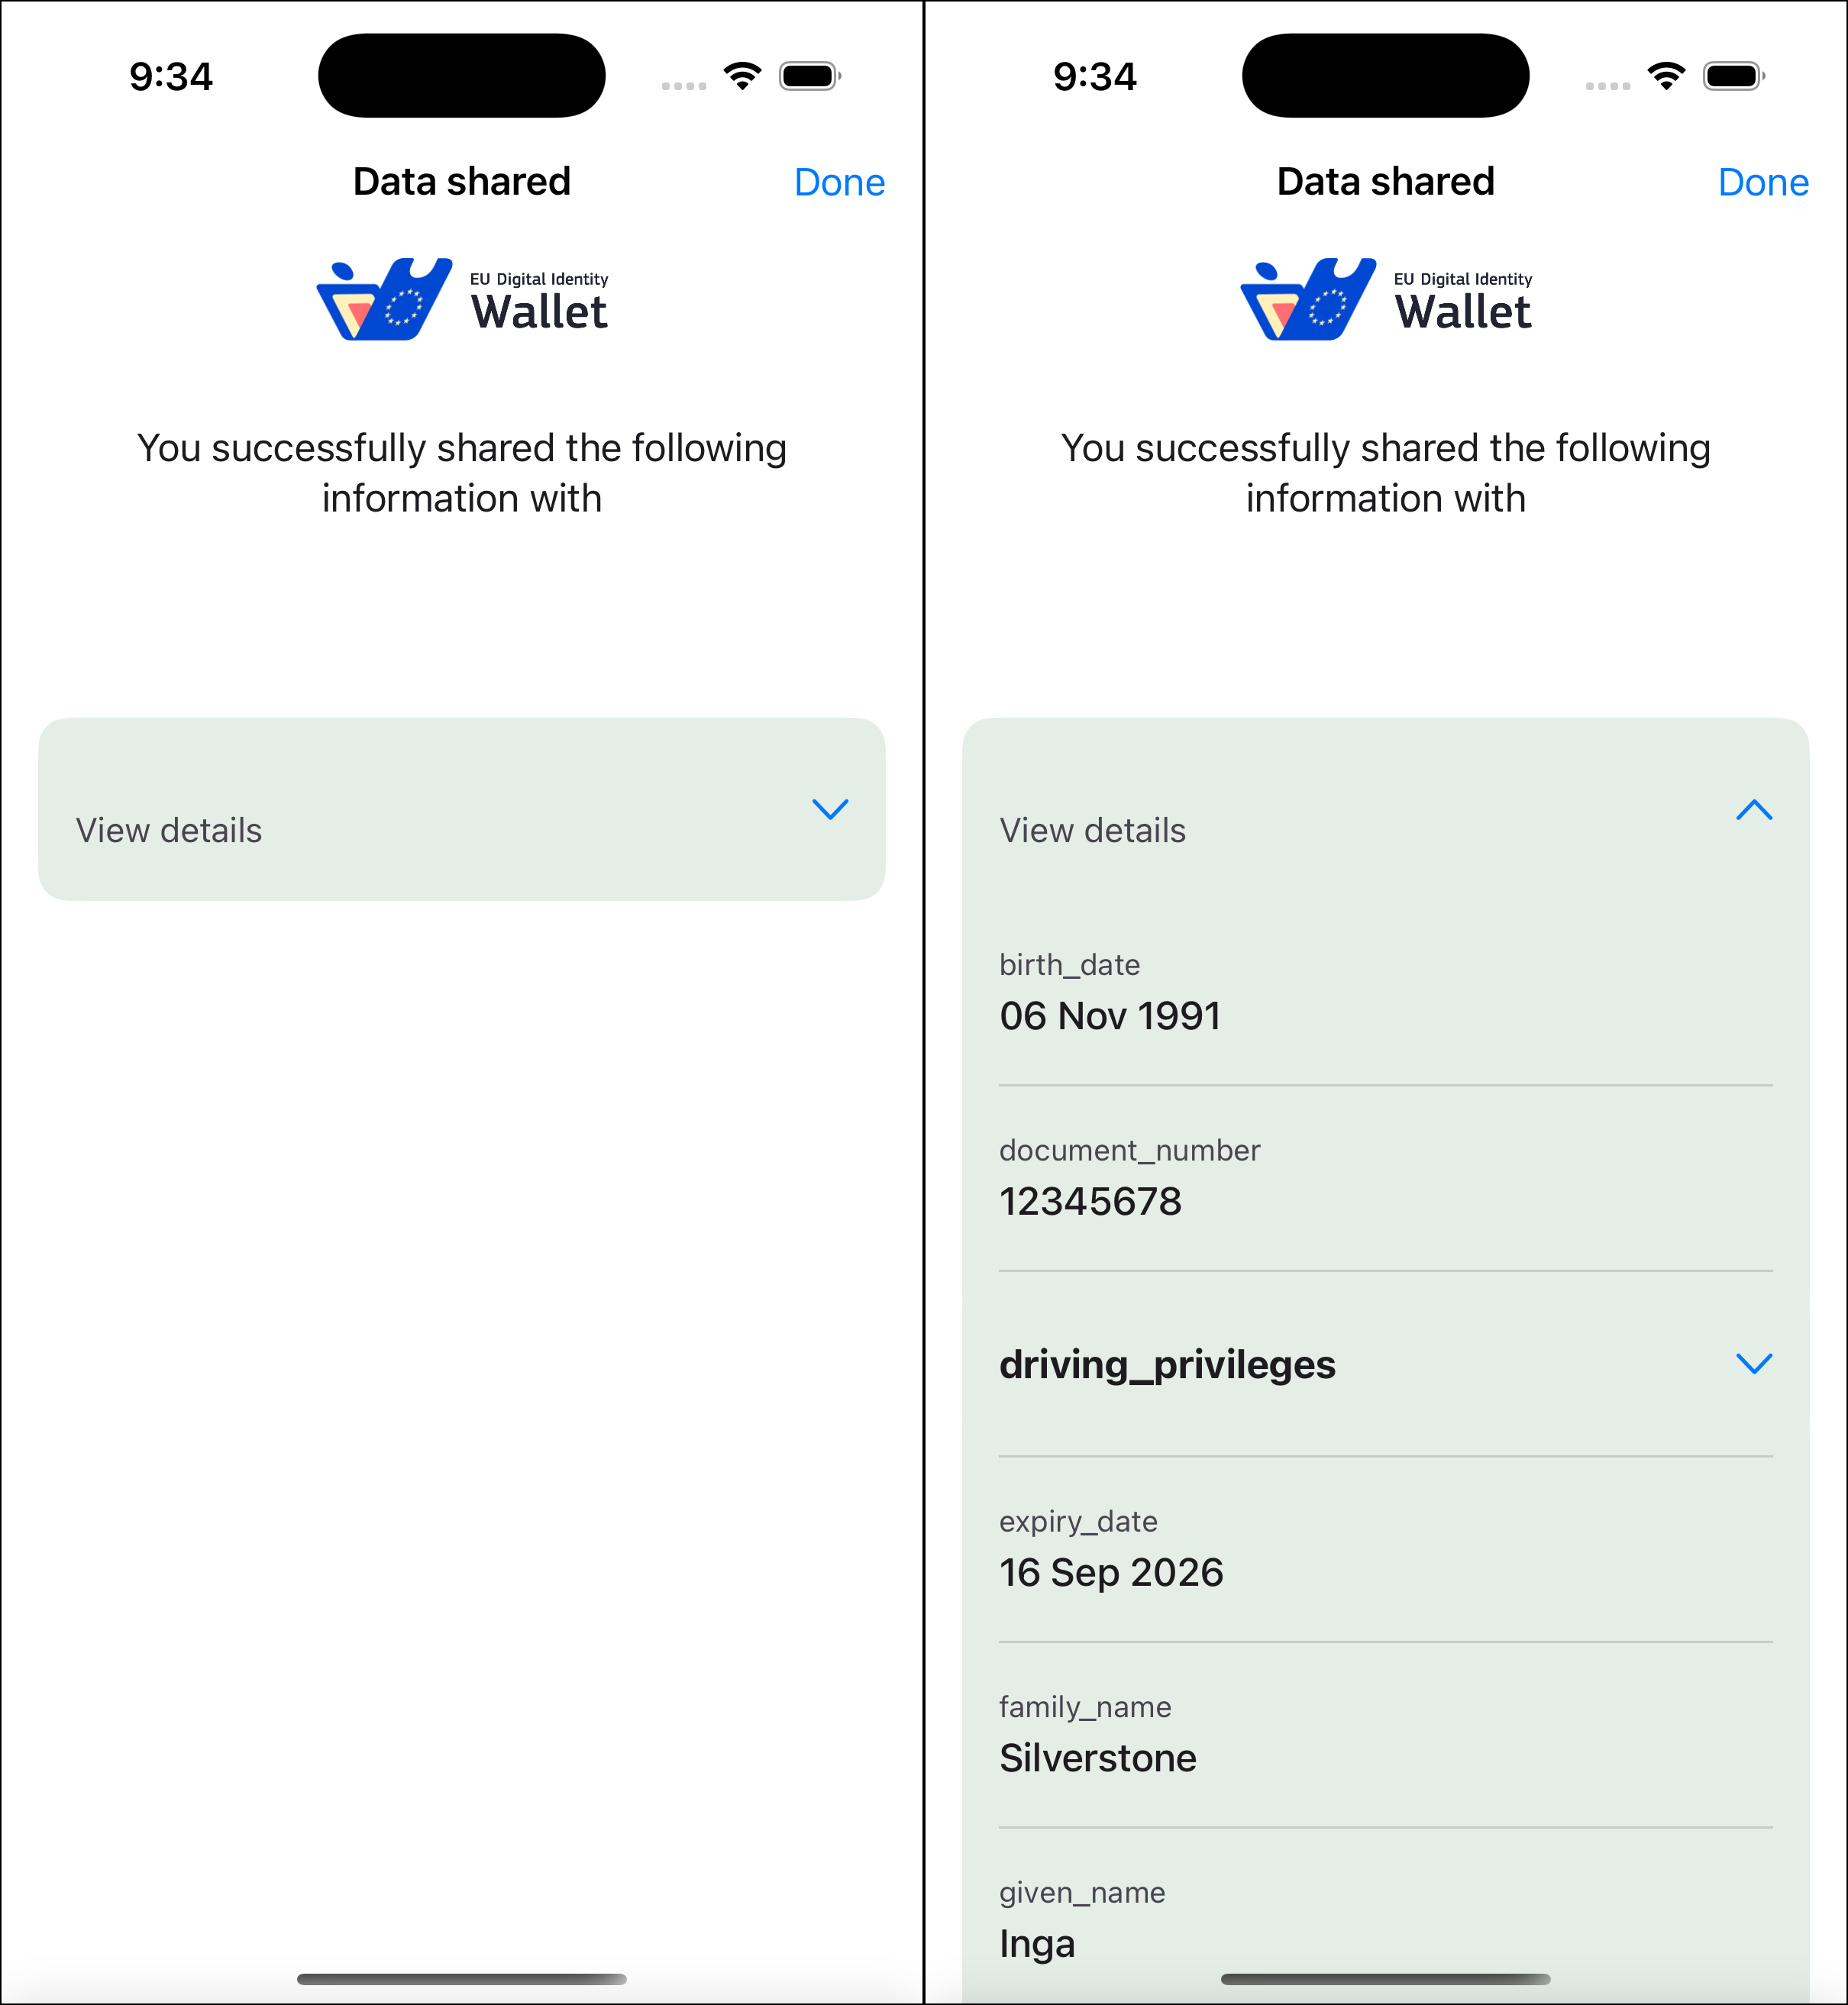 9:34
Data shared
Done
EU Digital Identity
Wallet
You successfully shared the following
information with
View details
9:34
Data shared
Done
EU Digital Identity
Wallet
You successfully shared the following
information with
View details
birth_date
06 Nov 1991
document_number
12345678
driving_privileges
expiry_date
16 Sep 2026
family_name
Silverstone
given_name
Inga